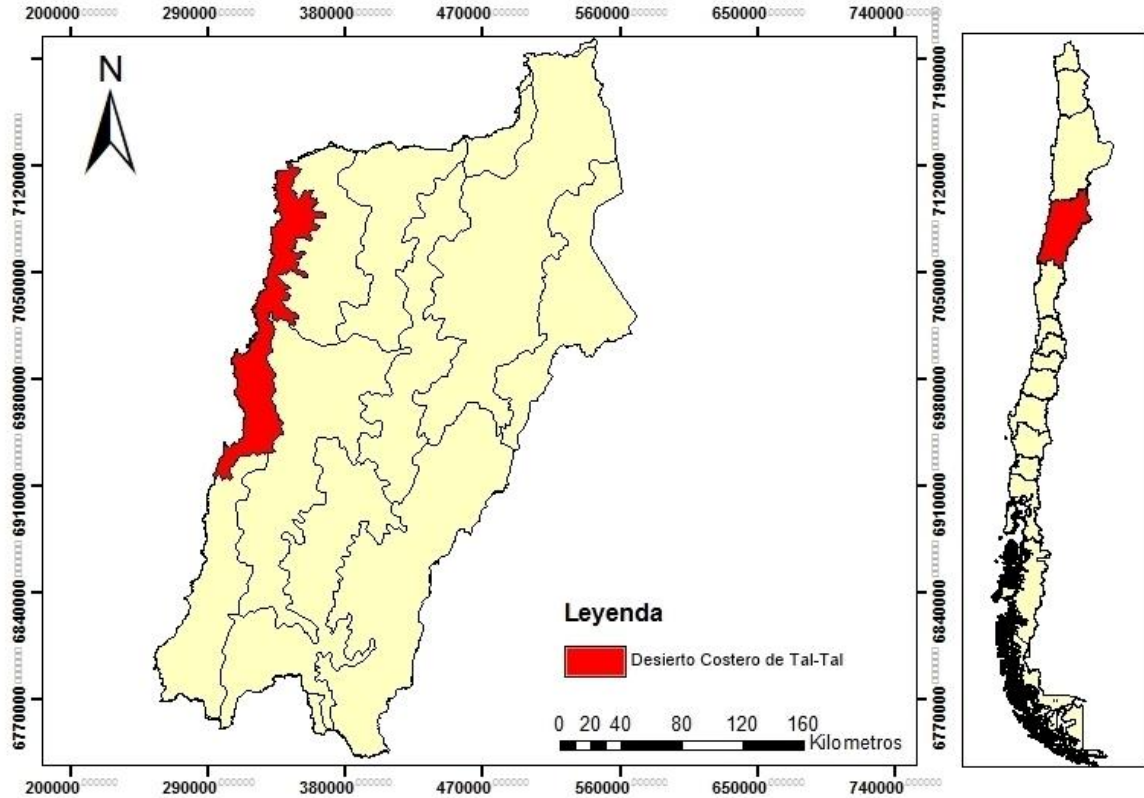 200000 290000 380000 470000 560000 650000 740000
N
7190000
7120000 7120000
7050000 7050000
6980000 6980000
6910000 6910000
6840000 6840000
6770000 6770000
Leyenda
Desierto Costero de Tal-Tal
0 20 40 80 120 160
Kilometros
200000 290000 380000 470000 560000 650000 740000